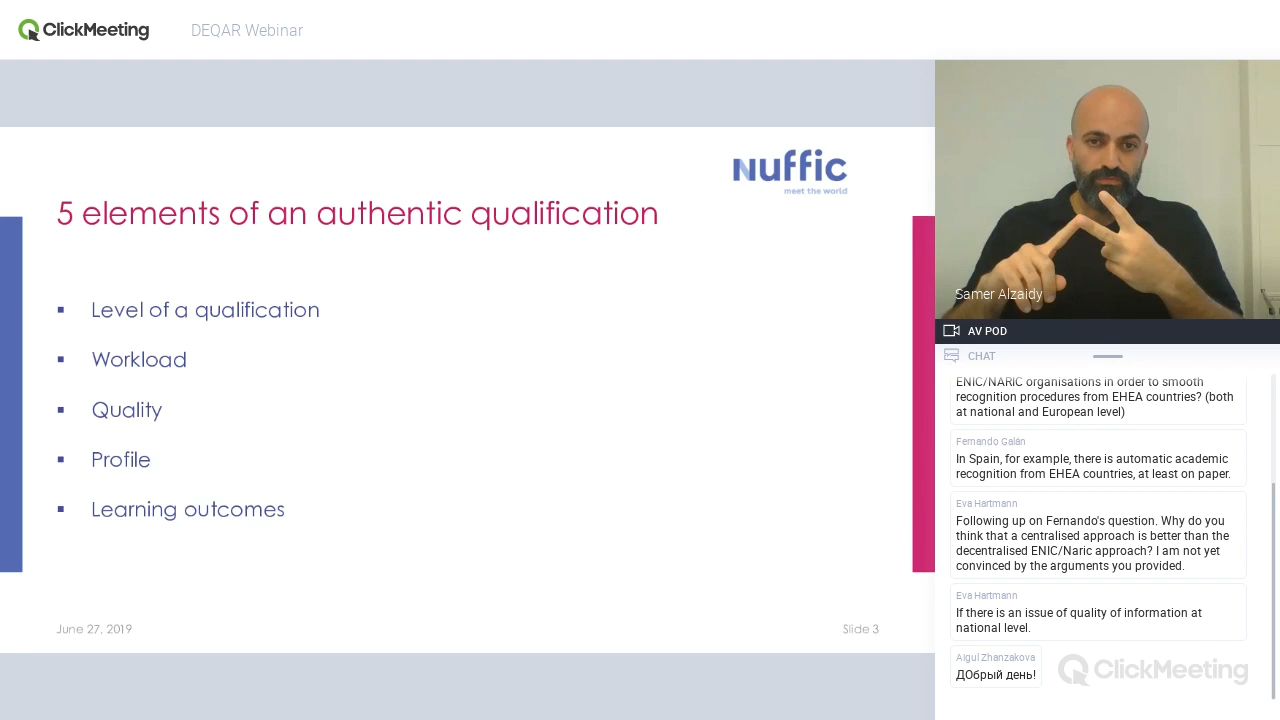 ClickMeeting
DEQAR Webinar
Nuffic
meet the world
5 elements of an authentic qualification
Level of a qualification
Workload
Quality
Profile
Learning outcomes
June 27, 2019
Slide 3
Samer Alzaidy
AV POD
CHAT
ENIC/NARIC organisations in order to smooth
recognition procedures from EHEA countries? (both
at national and European level)
Fernando Galán
In Spain, for example, there is automatic academic
recognition from EHEA countries, at least on paper.
Eva Hartmann
Following up on Fernando's question. Why do you
think that a centralised approach is better than the
decentralised ENIC/Naric approach? I am not yet
convinced by the arguments you provided.
Eva Hartmann
If there is an issue of quality of information at
national level.
Aigul Zhanzakova
ДОбрый день!
ClickMeeting